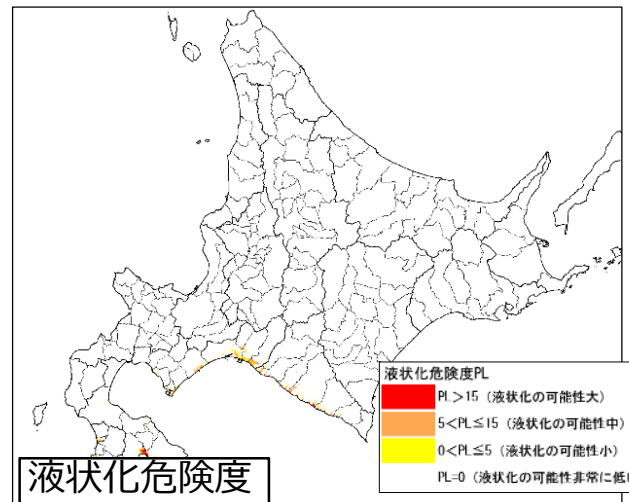 液状化危険度PL
PL>15 (液状化の可能性大)
5<PL≦15 (液状化の可能性中)
0<PL≦5 (液状化の可能性小)
PL=0 (液状化の可能性非常に低い
液状化危険度